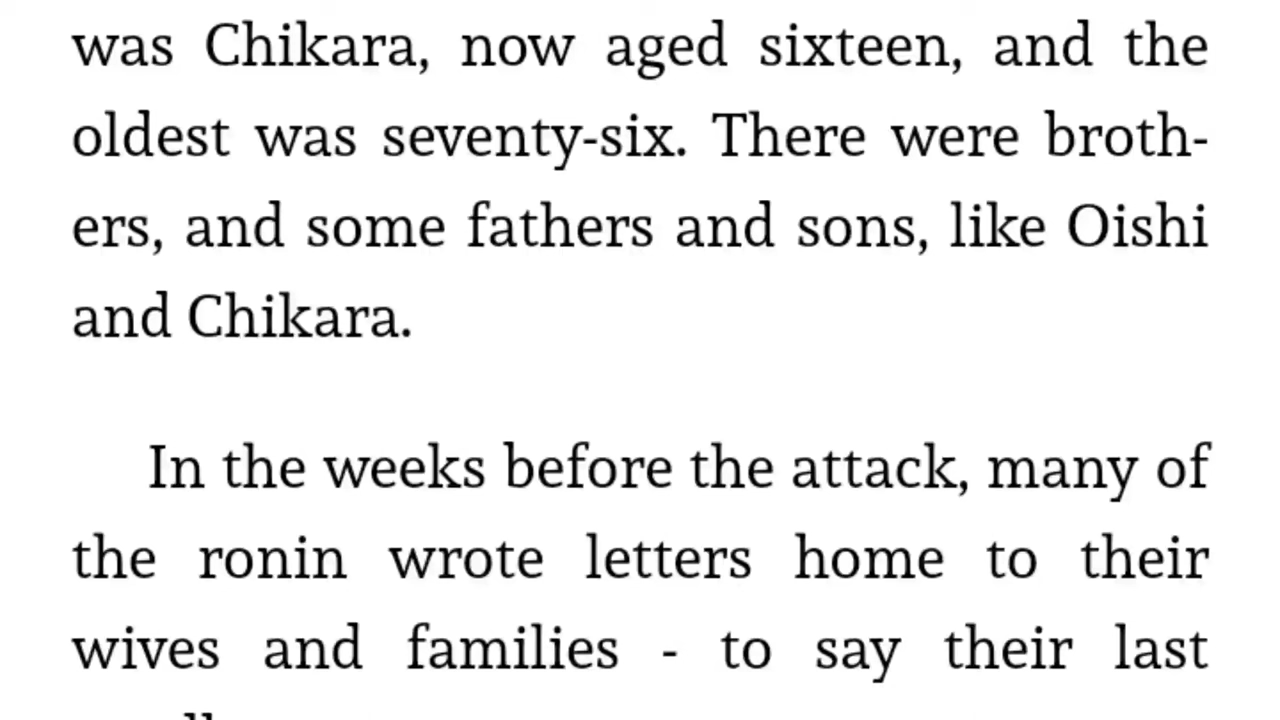 was Chikara, now aged sixteen, and the
oldest was seventy-six. There were broth-
ers, and some fathers and sons, like Oishi
and Chikara.
In the weeks before the attack, many of
the ronin wrote letters home to their
wives and families - to say their last